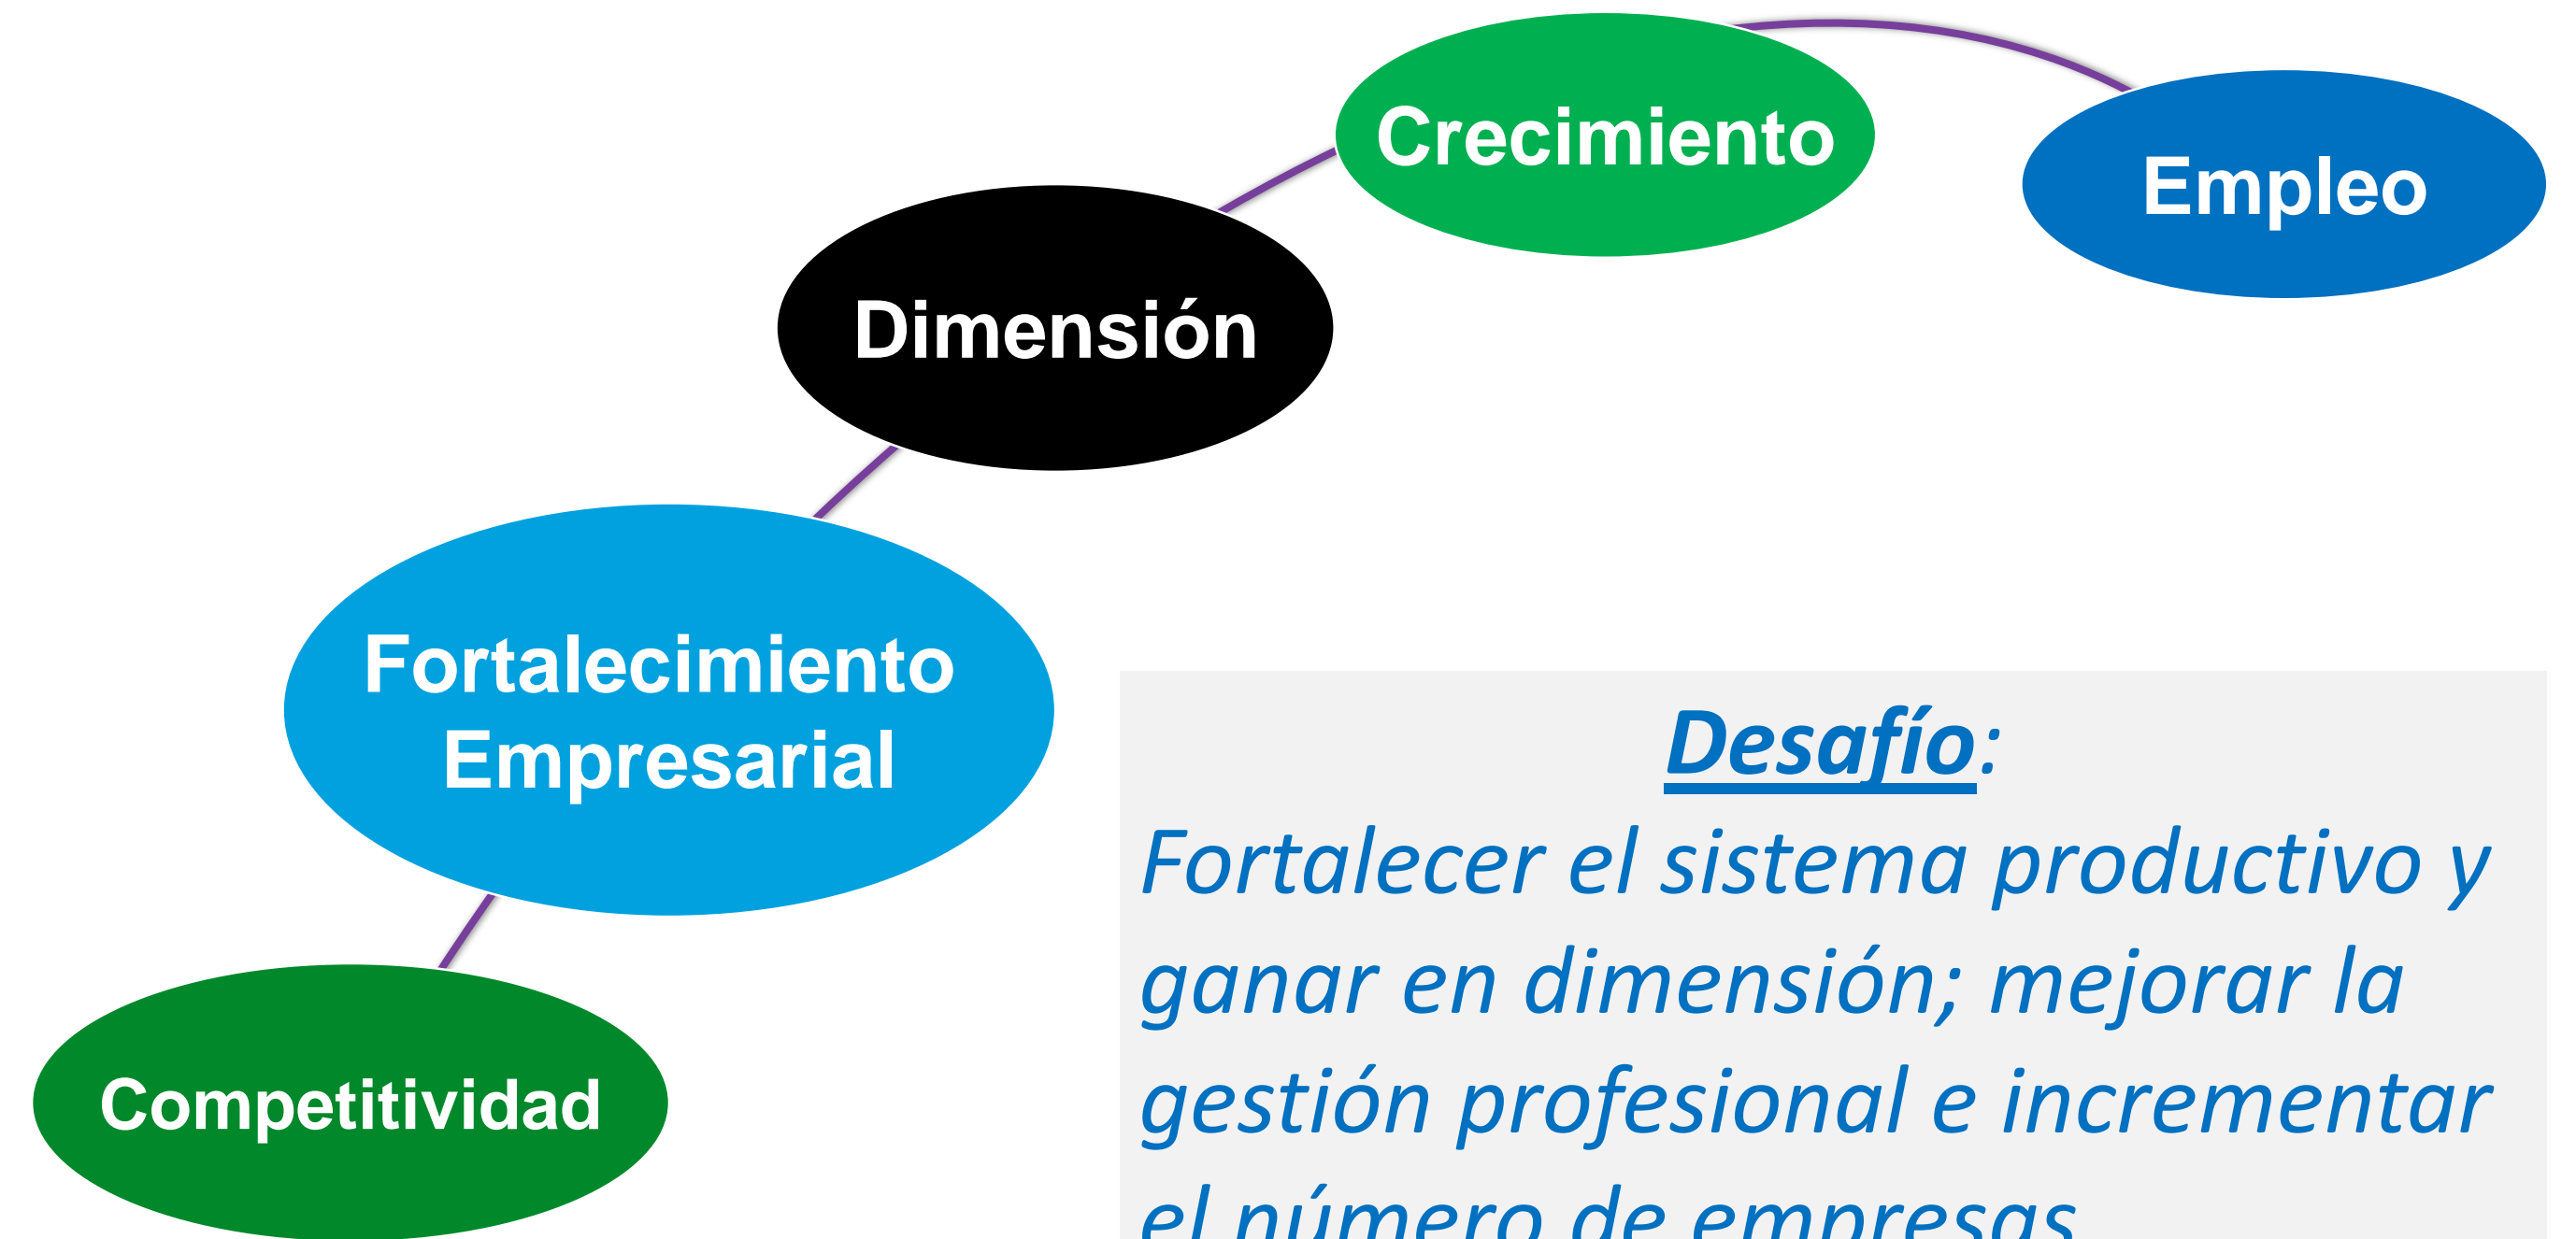 Crecimiento
Empleo
Dimensión
Fortalecimiento
Empresarial
Competitividad
Desafío:
Fortalecer el sistema productivo y
ganar en dimensión; mejorar la
gestión profesional e incrementar
el número de empresas